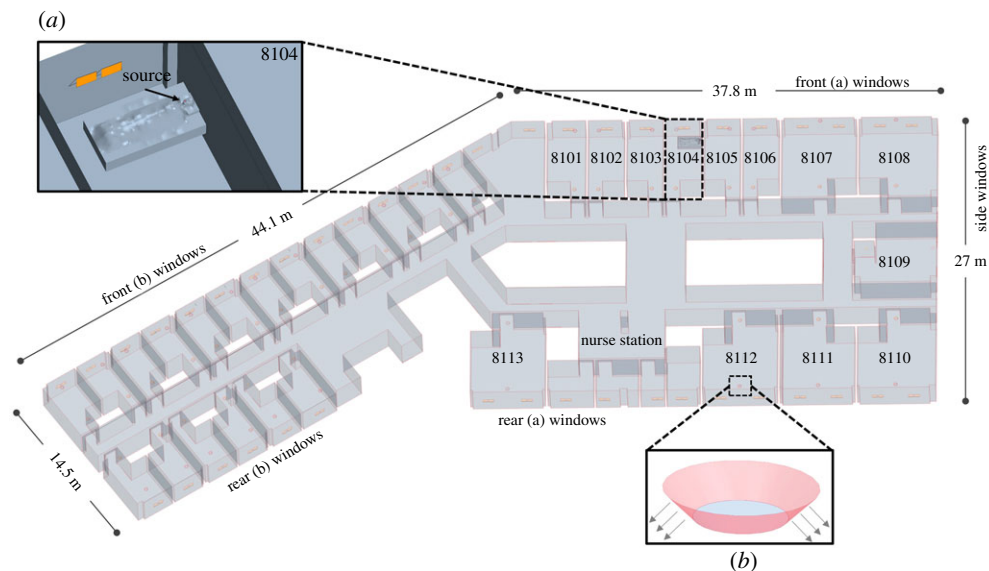 (a)
8104
source
front (a) windows
37.8 m
8101
8102
8103
8104
8105
8106
8107
8108
side windows
27 m
44.1 m
front (b) windows
8109
nurse station
8113
8112
8111
8110
rear (a) windows
rear (b) windows
14.5 m
(b)